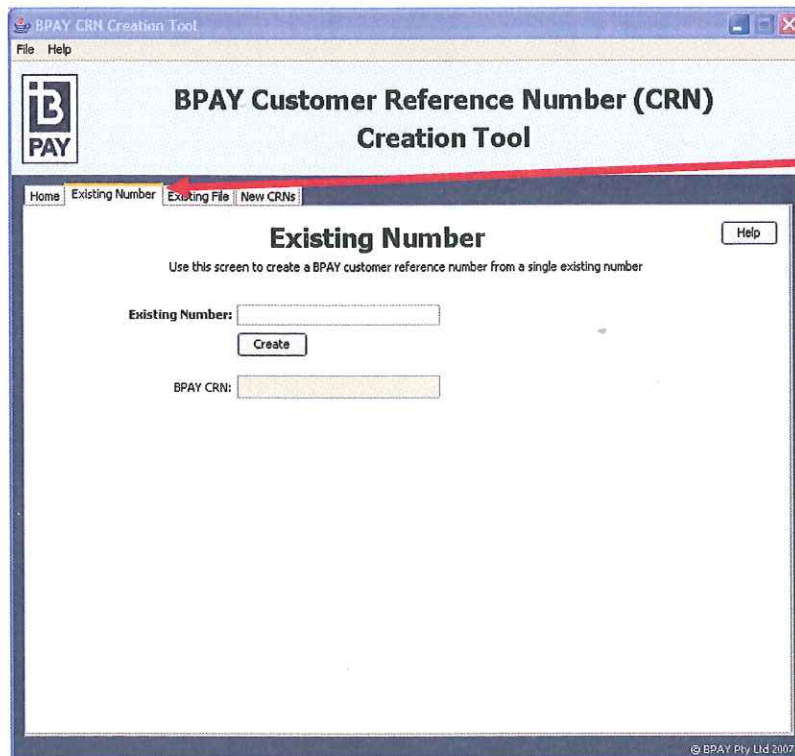 BPAY CRN Creation Tool
File Help
B
PAY
BPAY Customer Reference Number (CRN)
Creation Tool
Home Existing Number Existing File New CRNs
Existing Number
Help
Use this screen to create a BPAY customer reference number from a single existing number
Existing Number:
Create
BPAY CRN:
© BPAY Pty Ltd 2007